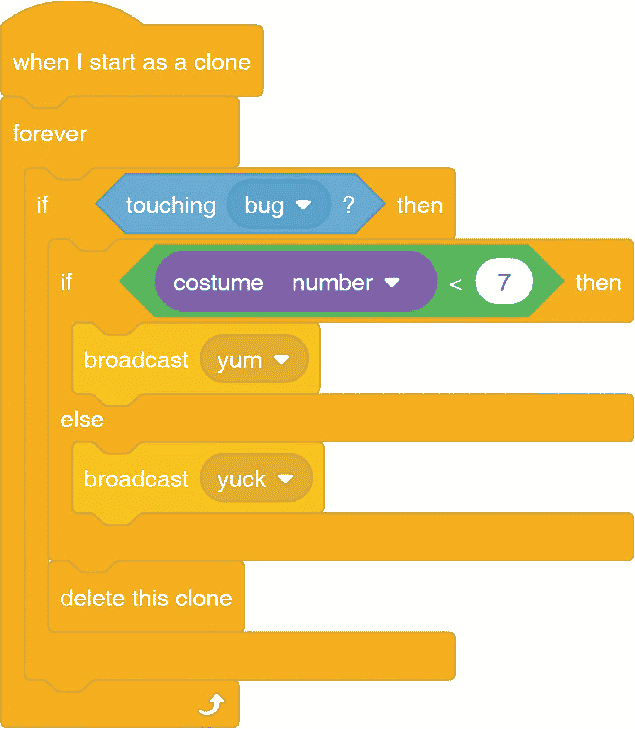 when I start as a clone
forever
if touching bug ? then
if costume number < 7 then
broadcast yum
else
broadcast yuck
delete this clone